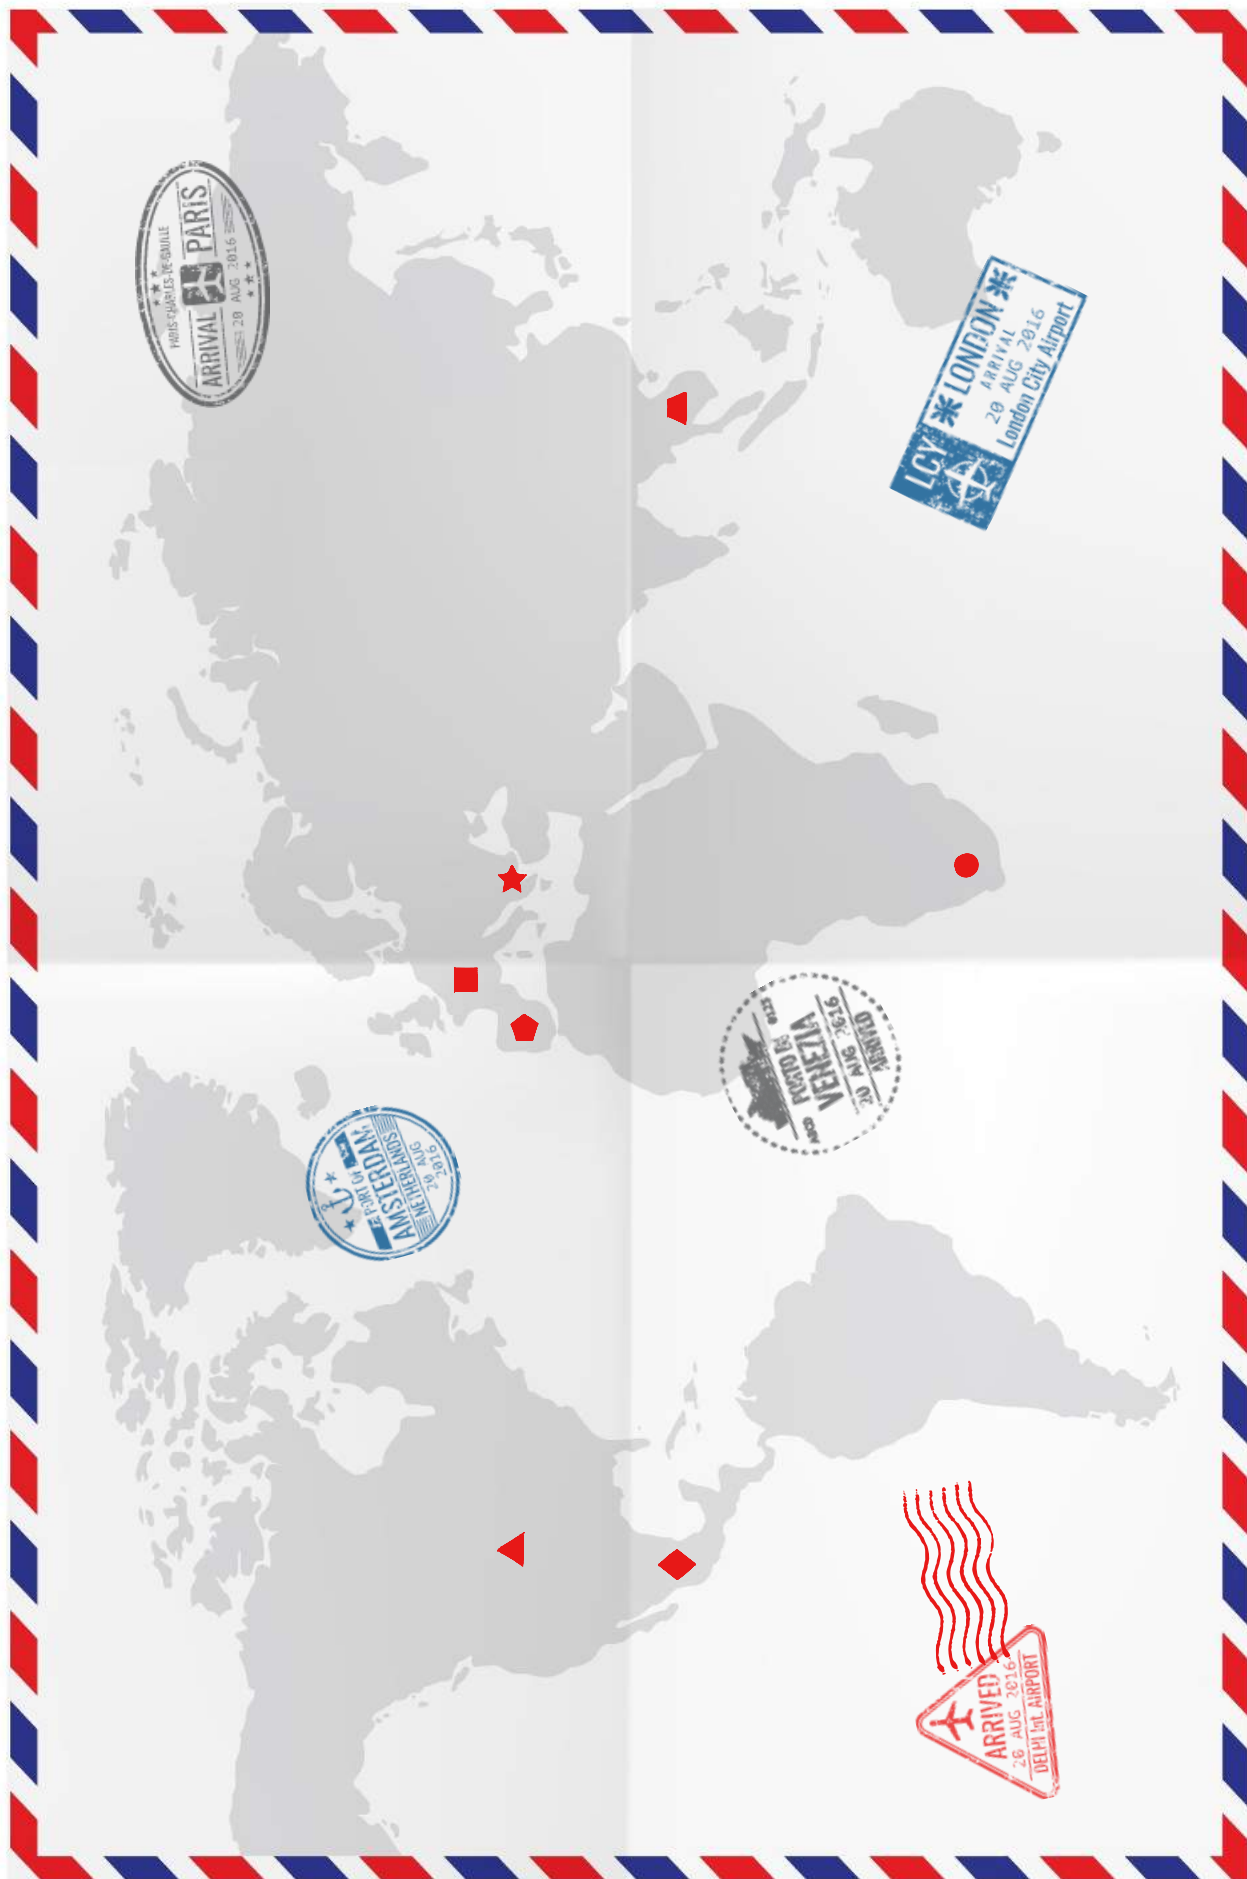 PARIS-CHARLES-DE-GAULLE
ARRIVAL PARIS
20 AUG 2016
LCY
LONDON
ARRIVAL
20 AUG 2016
London City Airport
PORTO DI
VENEZIA
20 AUG 2016
ARRIVED
PORT OF
AMSTERDAM
NETHERLANDS
20 AUG
2016
ARRIVED
26 AUG 2016
DELHI Int. AIRPORT